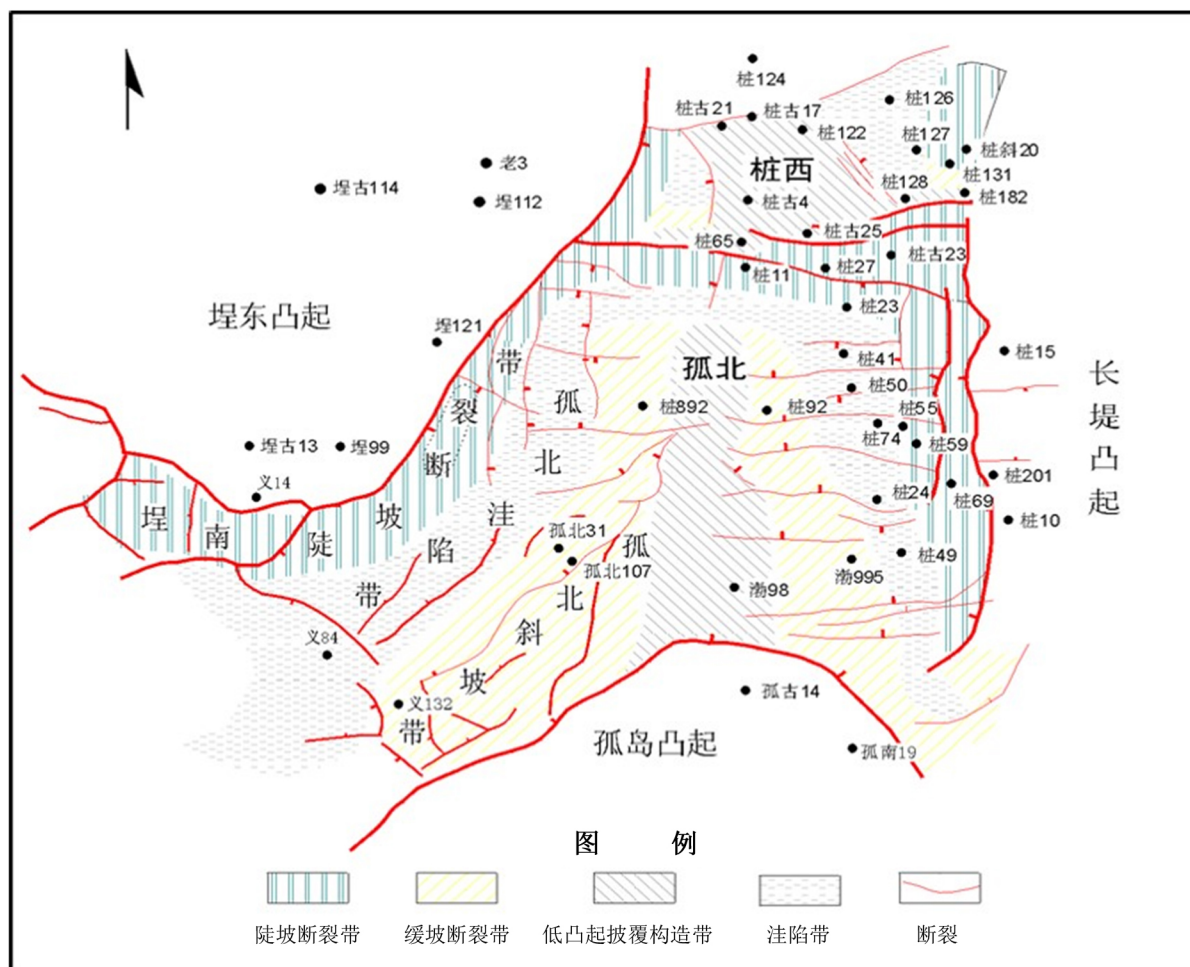 桩124
桩古21
桩古17
桩122
桩126
桩127
桩斜120
桩131
桩182
桩128
桩西
桩古4
老3
埕古114
埕112
桩65
桩古25
桩古23
桩11
桩27
桩23
埕东凸起
埕121
桩41
桩15
孤北
桩50
桩892
桩92
桩55
桩74
桩59
长堤凸起
埕古13
埕99
义14
桩24
桩69
桩201
桩10
埕南陡坡断裂带
孤北洼陷带
孤北31
孤北107
孤北斜坡带
桩49
渤995
渤98
义84
义132
孤古14
孤岛凸起
孤南19
图 例
陡坡断裂带
缓坡断裂带
低凸起披覆构造带
洼陷带
断裂